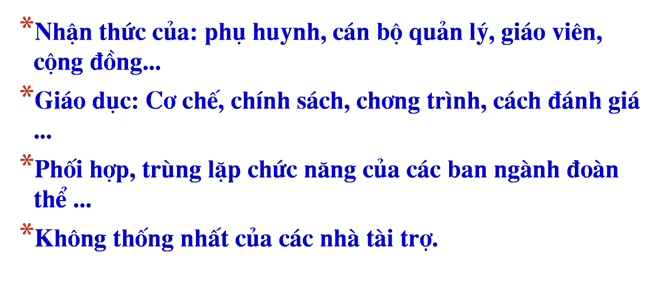 *Nhận thức của: phụ huynh, cán bộ quản lý, giáo viên,
cộng đồng...
*Giáo dục: Cơ chế, chính sách, chơng trình, cách đánh giá
...
*Phối hợp, trùng lặp chức năng của các ban ngành đoàn
thể ...
*Không thống nhất của các nhà tài trợ.